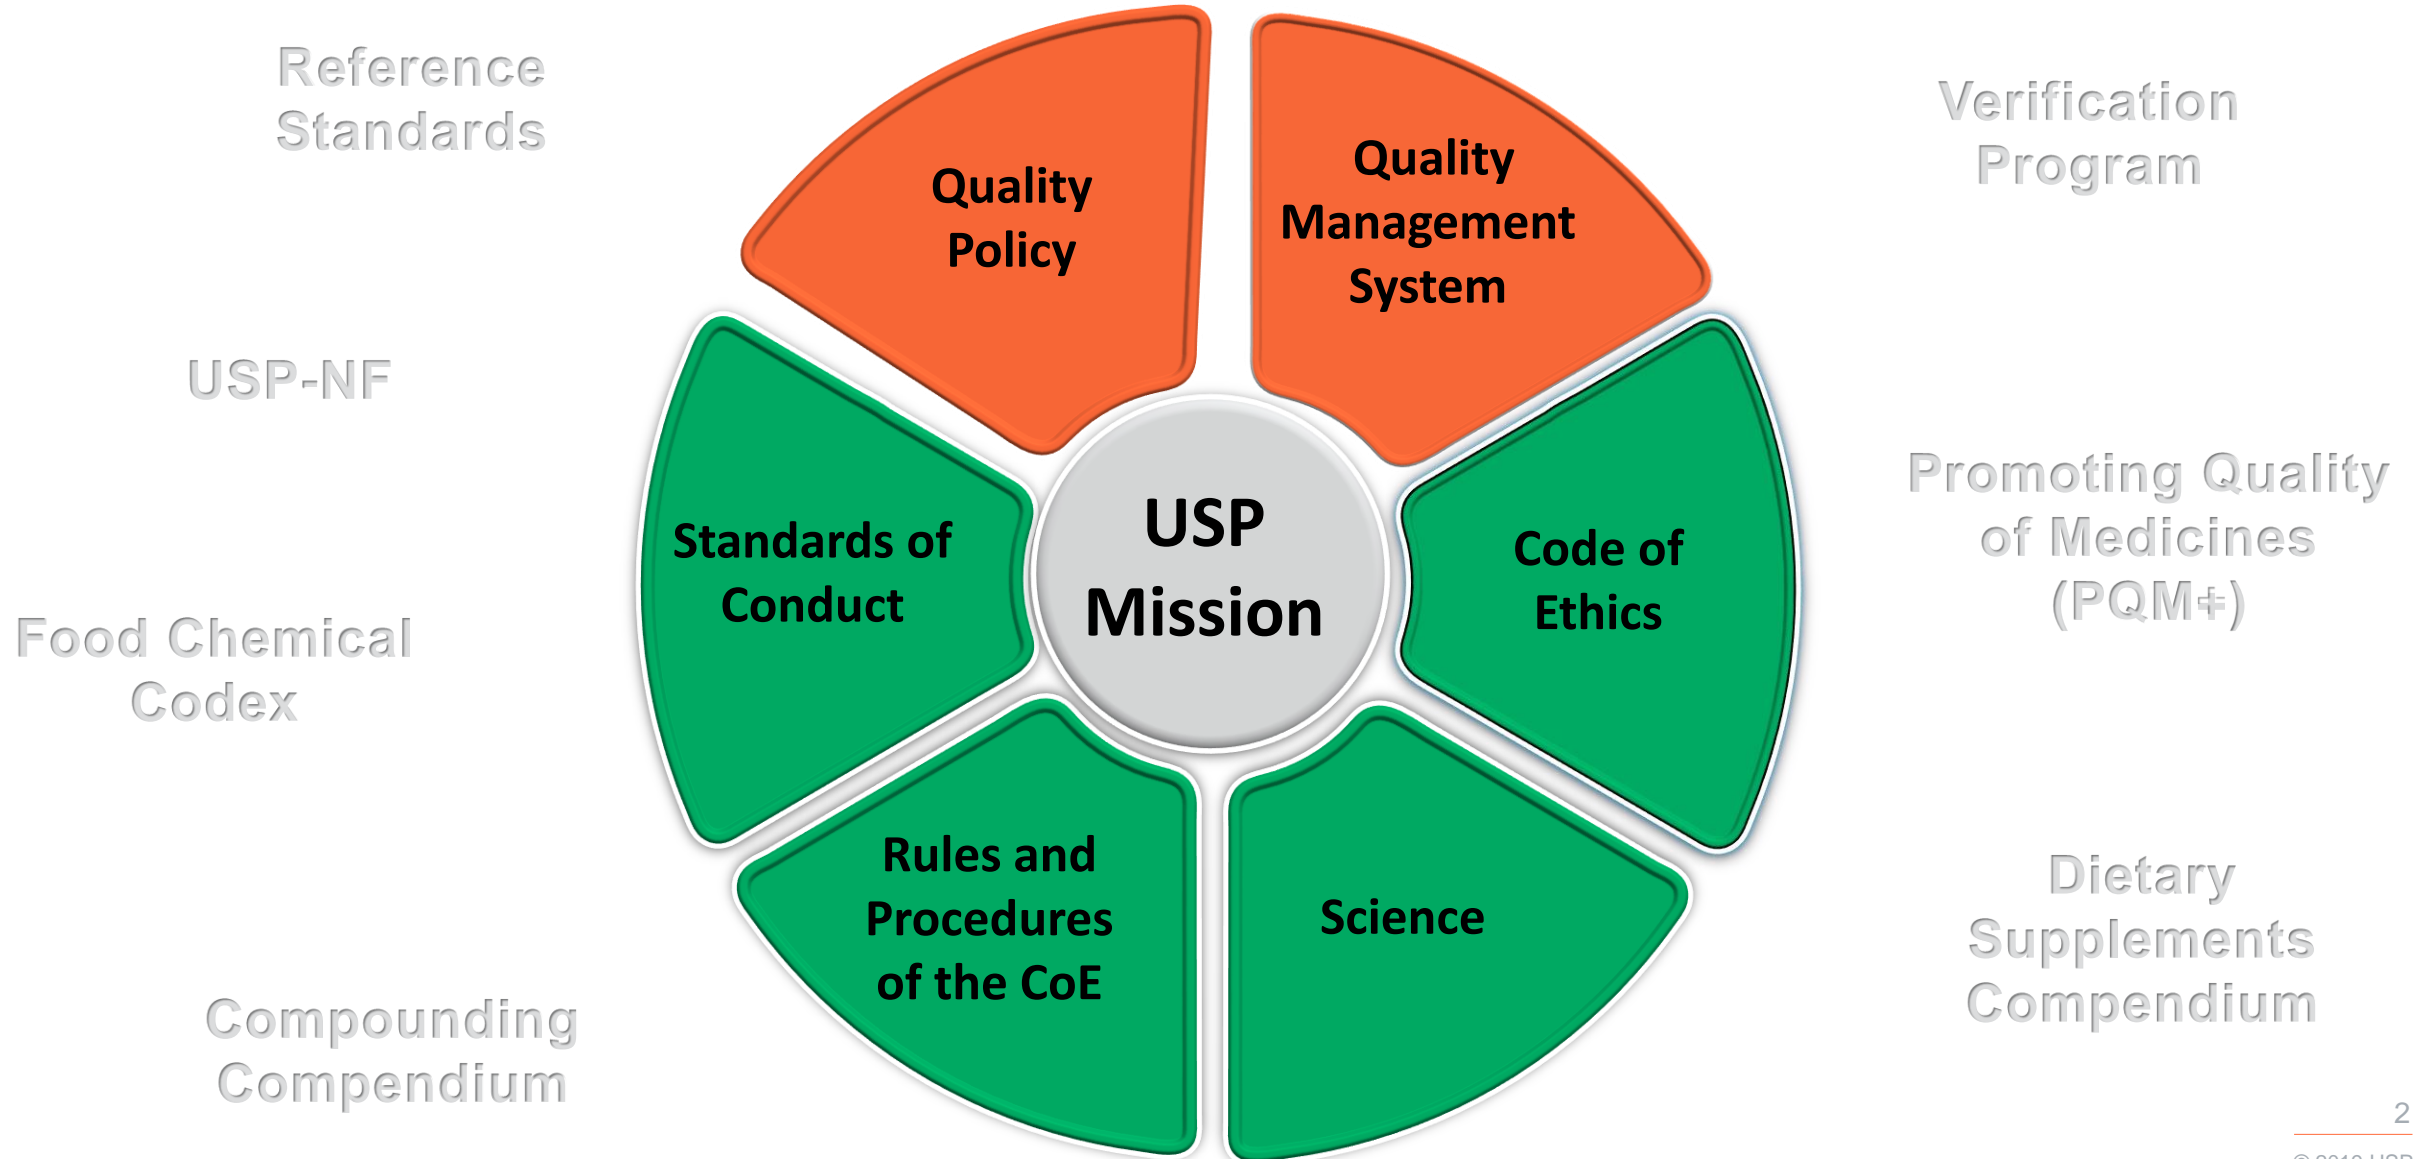 Reference
Standards
Quality
Policy
Quality
Management
System
Verification
Program
USP-NF
Standards of
Conduct
USP
Mission
Code of
Ethics
Promoting Quality
of Medicines
(PQM+)
Food Chemical
Codex
Rules and
Procedures
of the CoE
Science
Dietary
Supplements
Compendium
Compounding
Compendium
2